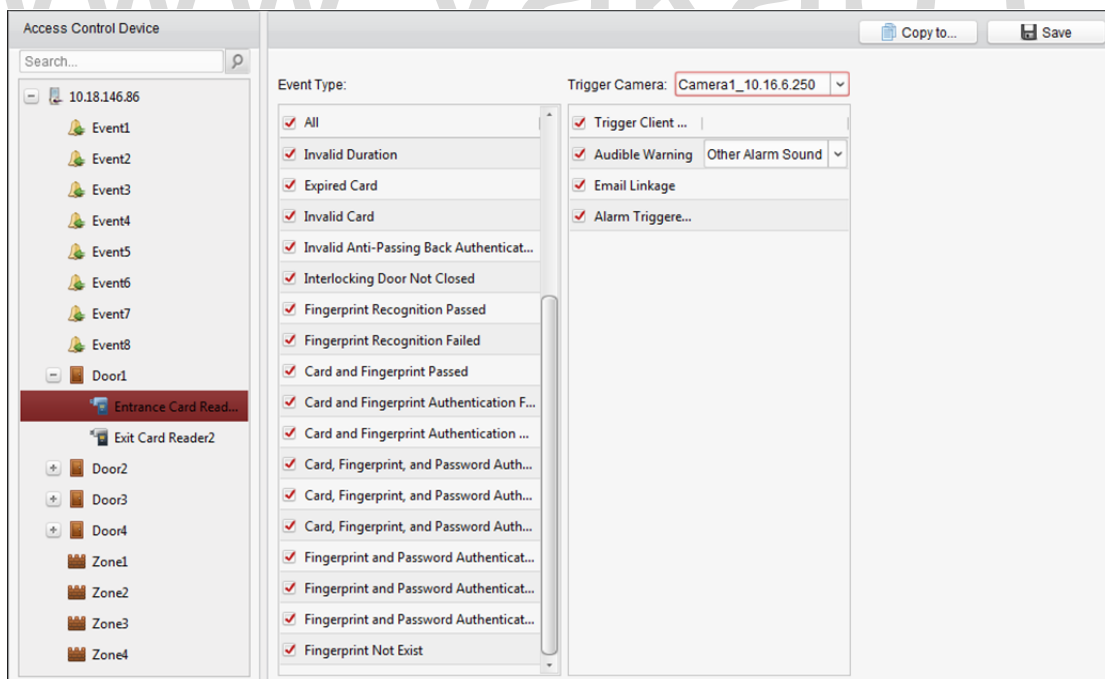 Access Control Device
Copy to...
Save
Search...
10.18.146.86
Event1
Event2
Event3
Event4
Event5
Event6
Event7
Event8
Door1
Entrance Card Read...
Exit Card Reader2
Door2
Door3
Door4
Zone1
Zone2
Zone3
Zone4
Event Type:
All
Invalid Duration
Expired Card
Invalid Card
Invalid Anti-Passing Back Authenticat...
Interlocking Door Not Closed
Fingerprint Recognition Passed
Fingerprint Recognition Failed
Card and Fingerprint Passed
Card and Fingerprint Authentication F...
Card and Fingerprint Authentication ...
Card, Fingerprint, and Password Auth...
Card, Fingerprint, and Password Auth...
Card, Fingerprint, and Password Auth...
Fingerprint and Password Authenticat...
Fingerprint and Password Authenticat...
Fingerprint and Password Authenticat...
Fingerprint Not Exist
Trigger Camera: Camera1_10.16.6.250
Trigger Client ...
Audible Warning Other Alarm Sound
Email Linkage
Alarm Triggere...